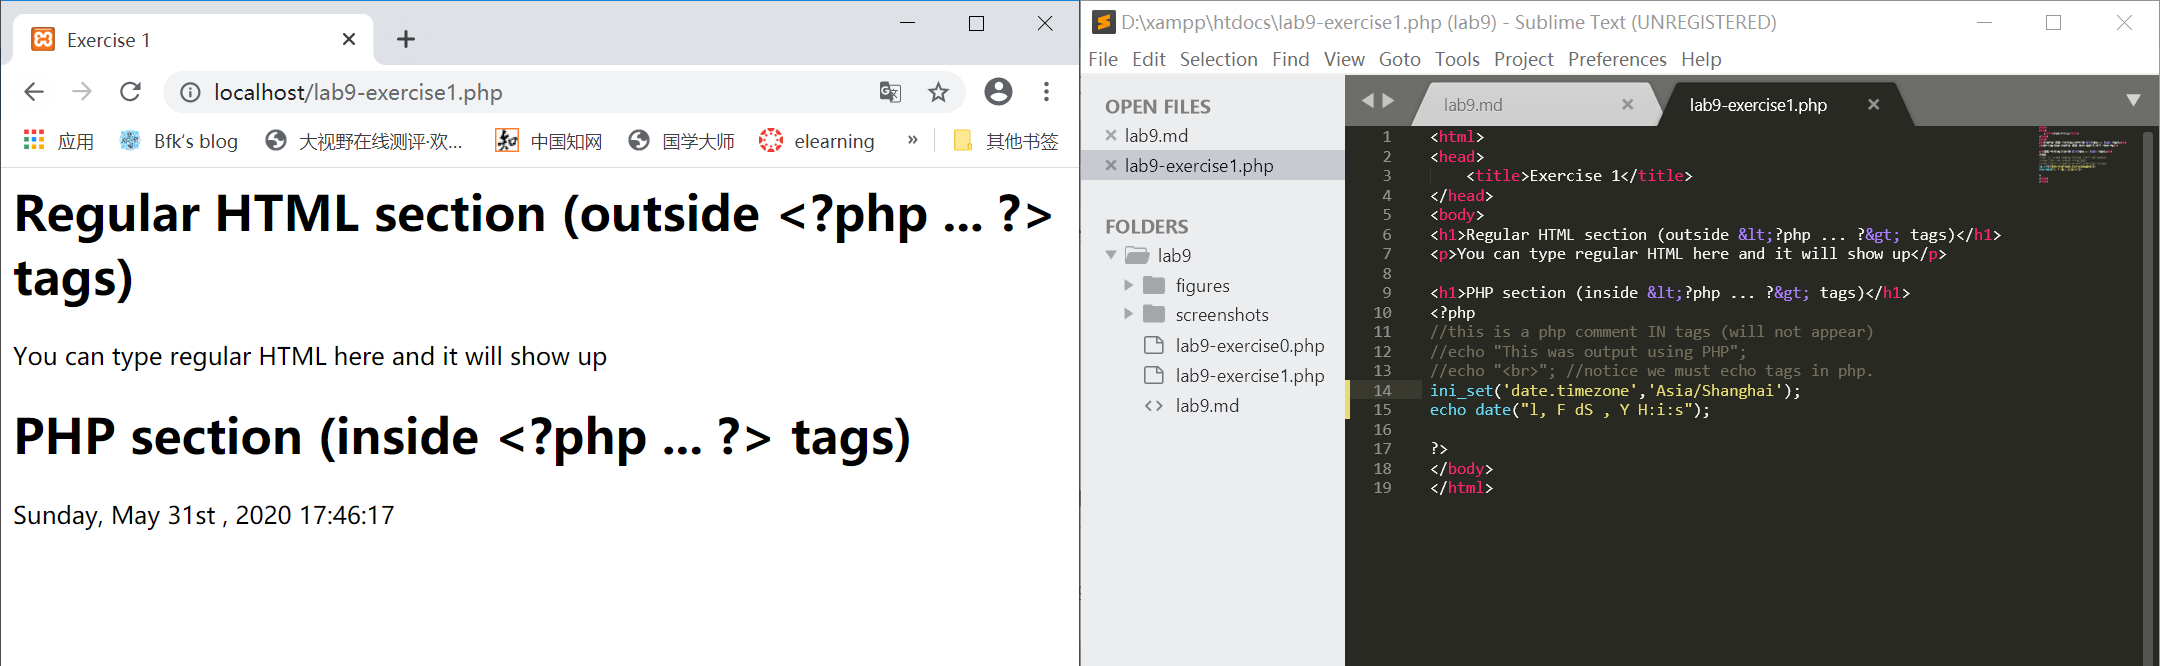 Exercise 1
localhost/lab9-exercise1.php
应用
Bfk's blog
大视野在线测评·欢...
中国知网
国学大师
elearning
»
其他书签
Regular HTML section (outside <?php ... ?>
tags)
You can type regular HTML here and it will show up
PHP section (inside <?php ... ?> tags)
Sunday, May 31st , 2020 17:46:17
D:\xampp\htdocs\lab9-exercise1.php (lab9) - Sublime Text (UNREGISTERED)
File Edit Selection Find View Goto Tools Project Preferences Help
OPEN FILES
lab9.md
lab9-exercise1.php
FOLDERS
lab9
figures
screenshots
lab9-exercise0.php
lab9-exercise1.php
lab9.md
lab9.md
lab9-exercise1.php
1 <html>
2 <head>
3 <title>Exercise 1</title>
4 </head>
5 <body>
6 <h1>Regular HTML section (outside &lt;?php ... ?&gt; tags)</h1>
7 <p>You can type regular HTML here and it will show up</p>
8
9 <h1>PHP section (inside &lt;?php ... ?&gt; tags)</h1>
10 <?php
11 //this is a php comment IN tags (will not appear)
12 //echo "This was output using PHP";
13 //echo "<br>"; //notice we must echo tags in php.
14 ini_set('date.timezone','Asia/Shanghai');
15 echo date("l, F dS , Y H:i:s");
16
17 ?>
18 </body>
19 </html>